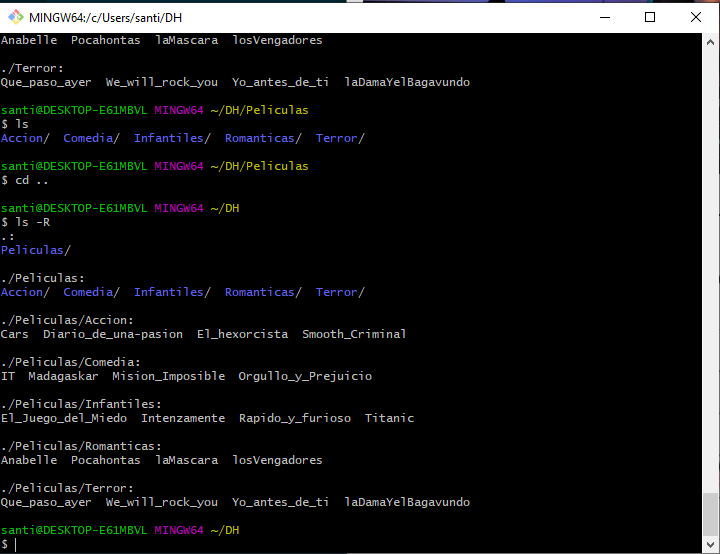 MINGW64:/c/Users/santi/DH
Anabelle  Pocahontas  laMascara  losVengadores
./Terror:
Que_paso_ayer  We_will_rock_you  Yo_antes_de_ti  laDamaYelBagavundo
santi@DESKTOP-E61MBVL MINGW64 ~/DH/Peliculas
$ ls
Accion/  Comedia/  Infantiles/  Romanticas/  Terror/
santi@DESKTOP-E61MBVL MINGW64 ~/DH/Peliculas
$ cd ..
santi@DESKTOP-E61MBVL MINGW64 ~/DH
$ ls -R
.:
Peliculas/
./Peliculas:
Accion/  Comedia/  Infantiles/  Romanticas/  Terror/
./Peliculas/Accion:
Cars  Diario_de_una-pasion  El_hexorcista  Smooth_Criminal
./Peliculas/Comedia:
IT  Madagaskar  Mision_Imposible  Orgullo_y_Prejuicio
./Peliculas/Infantiles:
El_Juego_del_Miedo  Intenzamente  Rapido_y_furioso  Titanic
./Peliculas/Romanticas:
Anabelle  Pocahontas  laMascara  losVengadores
./Peliculas/Terror:
Que_paso_ayer  We_will_rock_you  Yo_antes_de_ti  laDamaYelBagavundo
santi@DESKTOP-E61MBVL MINGW64 ~/DH
$